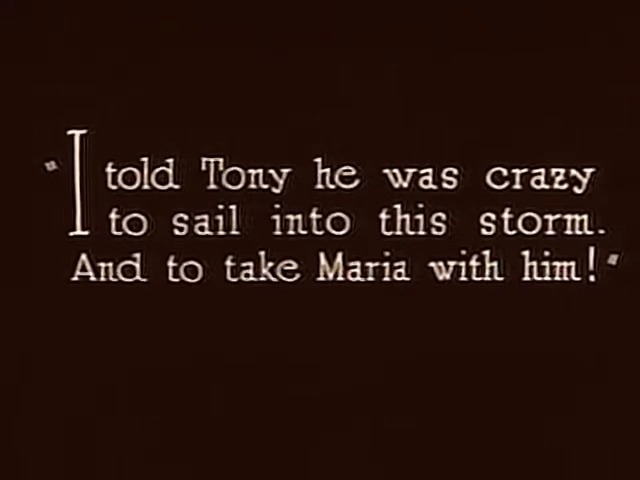 "I told Tony he was crazy
to sail into this storm.
And to take Maria with him!"